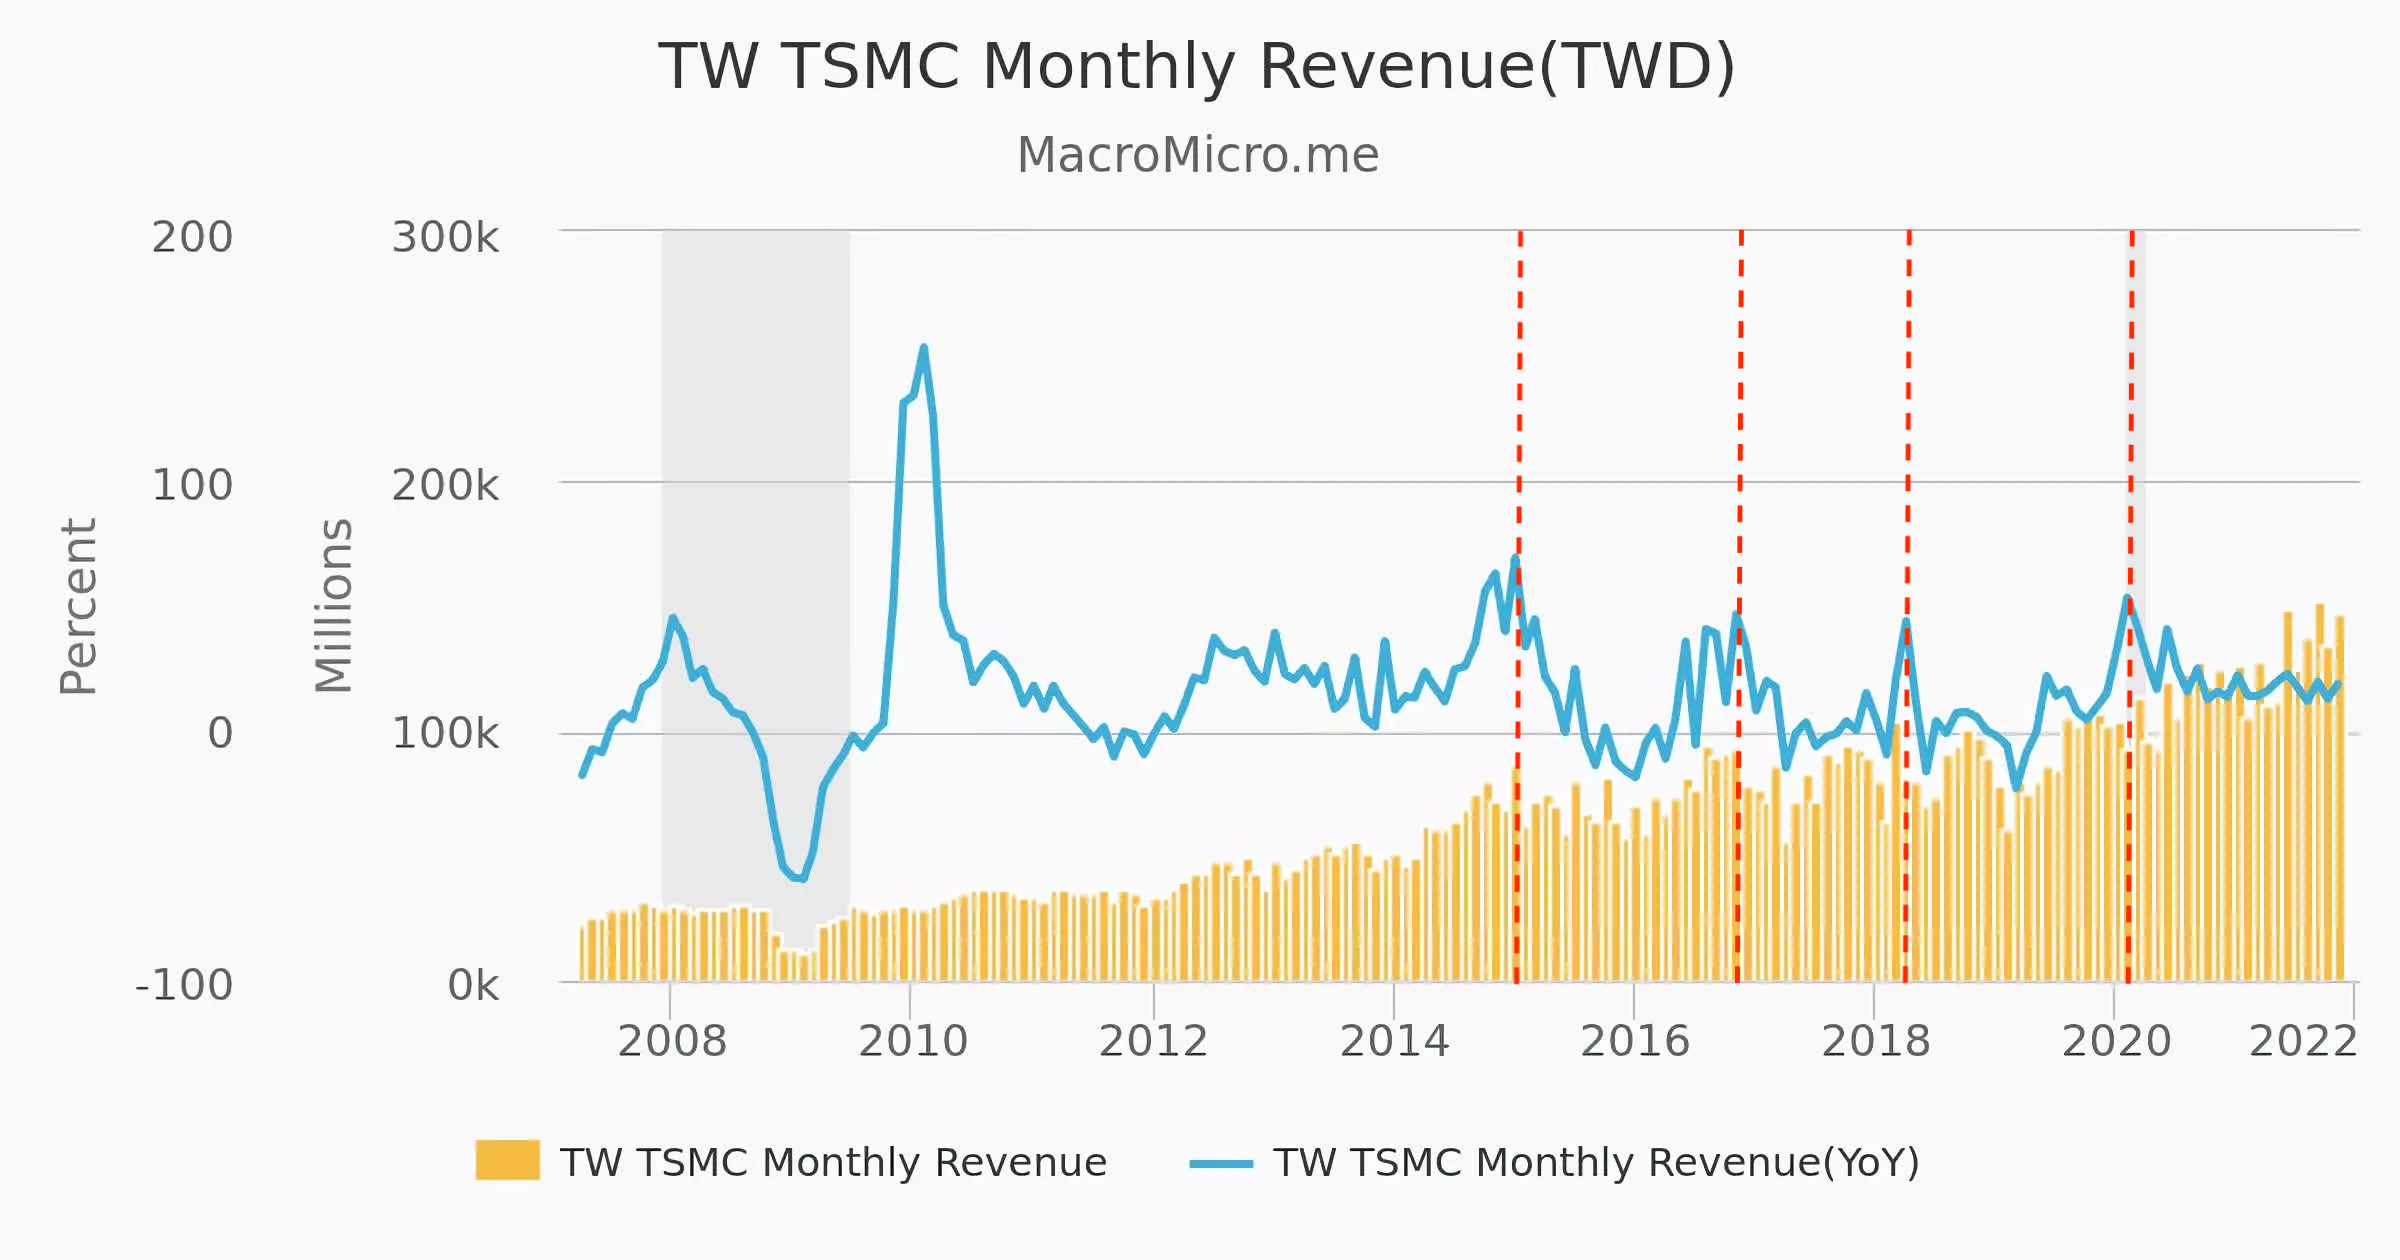 TW TSMC Monthly Revenue(TWD)
MacroMicro.me
200
300k
100
200k
Percent
Millions
0
100k
-100
0k
2008
2010
2012
2014
2016
2018
2020
2022
TW TSMC Monthly Revenue
TW TSMC Monthly Revenue(YoY)